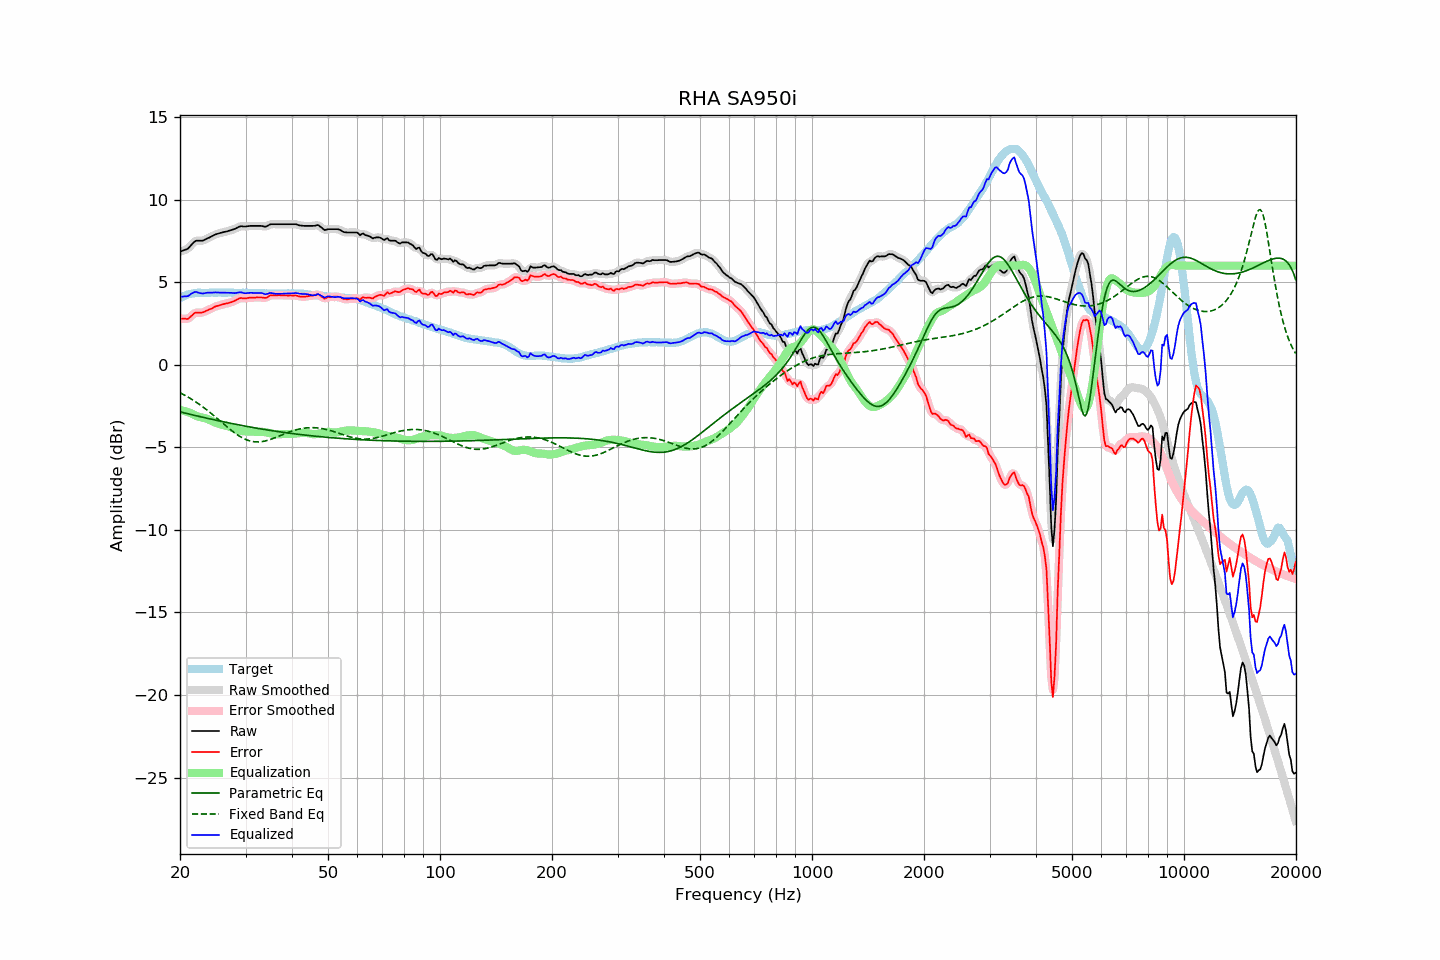 RHA SA950i
15
10
5
0
−5
−10
−15
−20
−25
Amplitude (dBr)
Target
Raw Smoothed
Error Smoothed
Raw
Error
Equalization
Parametric Eq
Fixed Band Eq
Equalized
20 50 100 200 500 1000 2000 5000 10000 20000
Frequency (Hz)